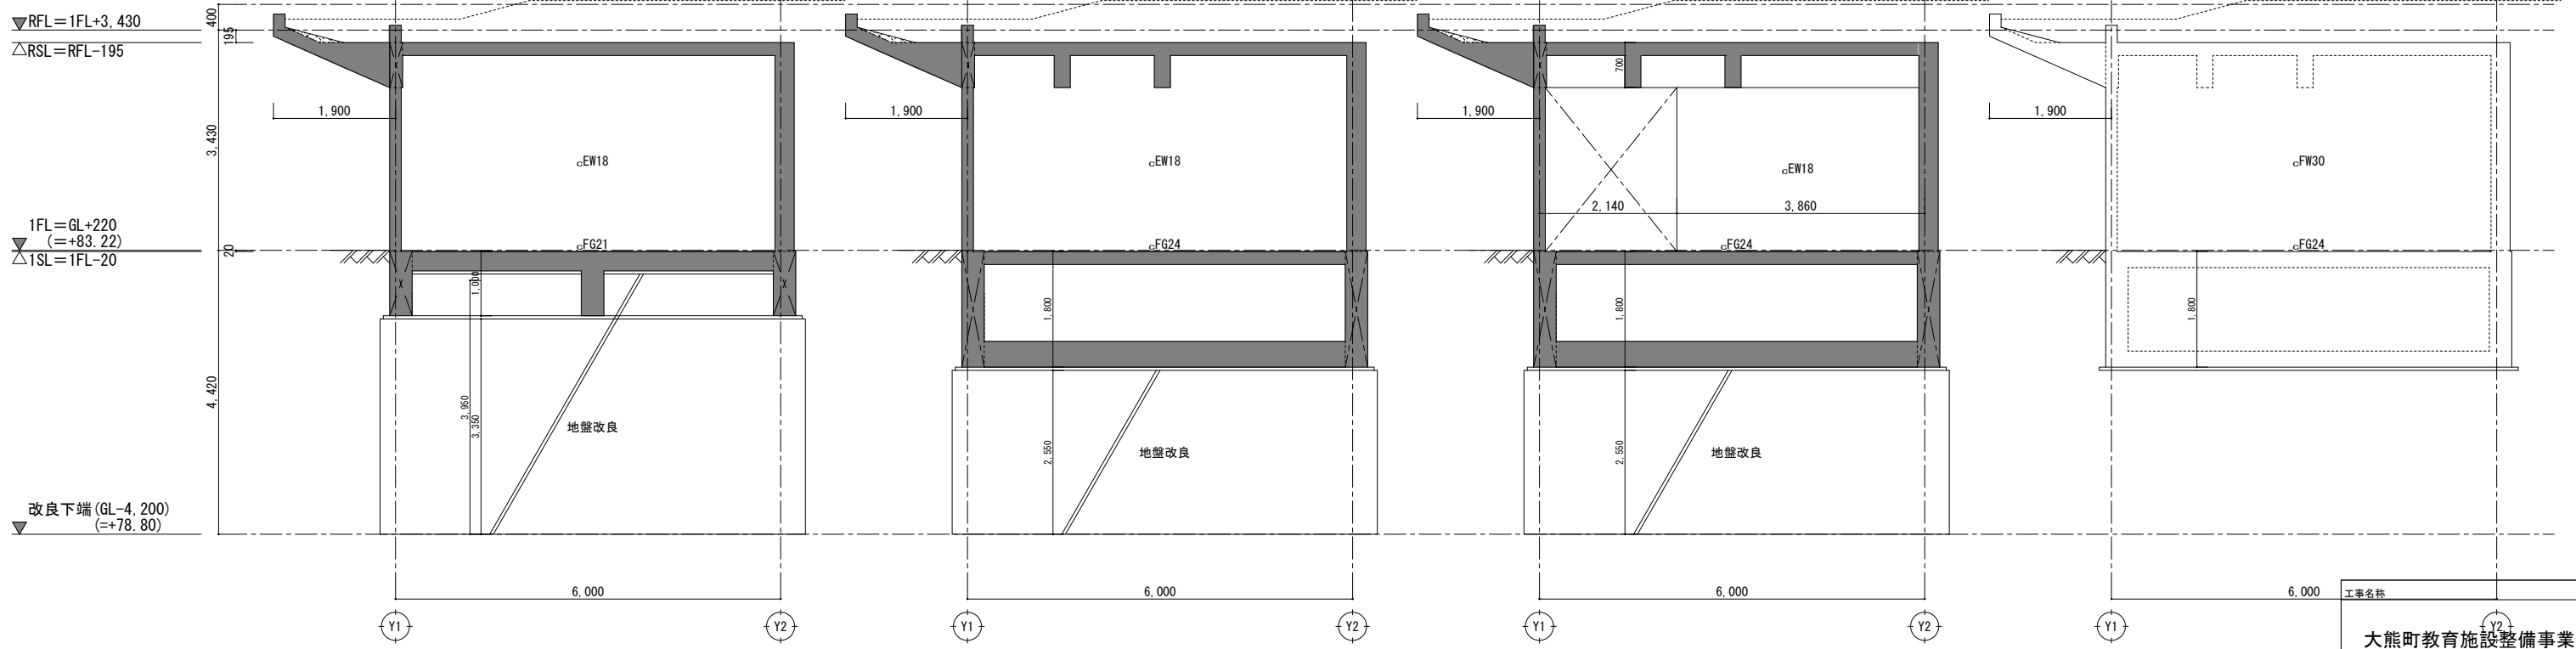 400
▼RFL=1FL+3,430
195
△RSL=RFL-195
3,430
1FL=GL+220
(=+83.22)
20
△1SL=1FL-20
4,420
改良下端(GL-4,200)
(=+78.80)
1,900
cEW18
cFG21
1,000
3,950
3,350
地盤改良
6,000
Y1
Y2
1,900
cEW18
cFG24
1,800
2,550
地盤改良
6,000
Y1
Y2
1,900
700
cEW18
2,140
3,860
cFG24
1,800
2,550
地盤改良
6,000
Y1
Y2
1,900
cFW30
cFG24
1,800
6,000
Y1
Y2
工事名称
大熊町教育施設整備事業